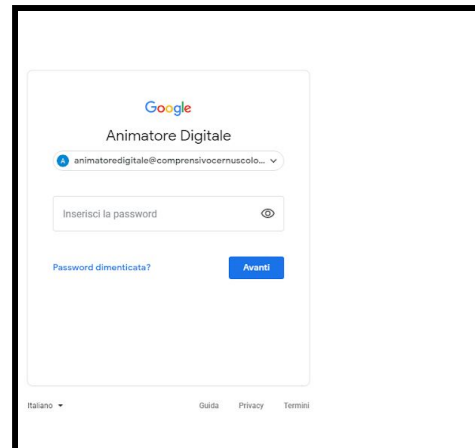 Google
Animatore Digitale
A animatoredigitale@comprensivocernuscolo...
Inserisci la password
Password dimenticata? Avanti
Italiano Guida Privacy Termini